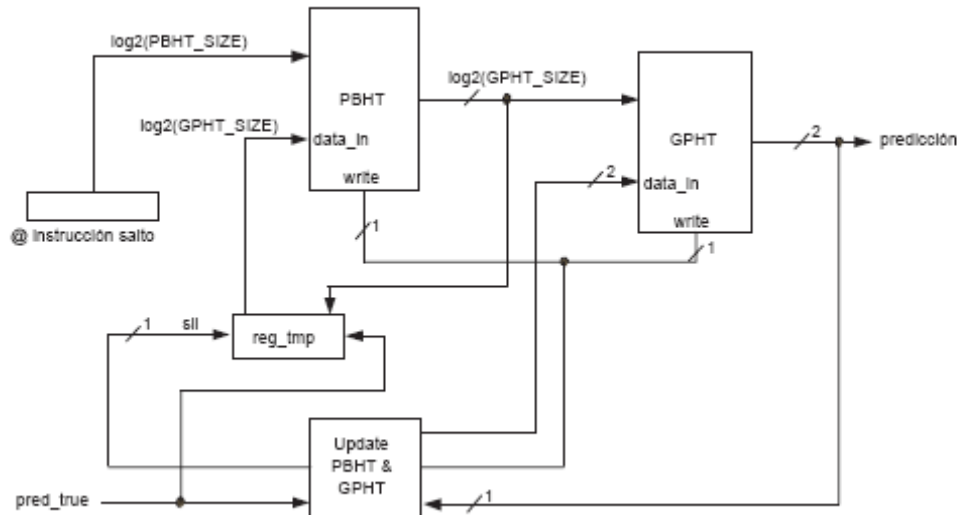 log2(PBHT_SIZE)
PBHT
log2(GPHT_SIZE)
log2(GPHT_SIZE)
data_in
write
GPHT
2
predicción
2
data_in
write
1
1
@ instrucción salto
1
sll
reg_tmp
Update
PBHT &
GPHT
pred_true
1